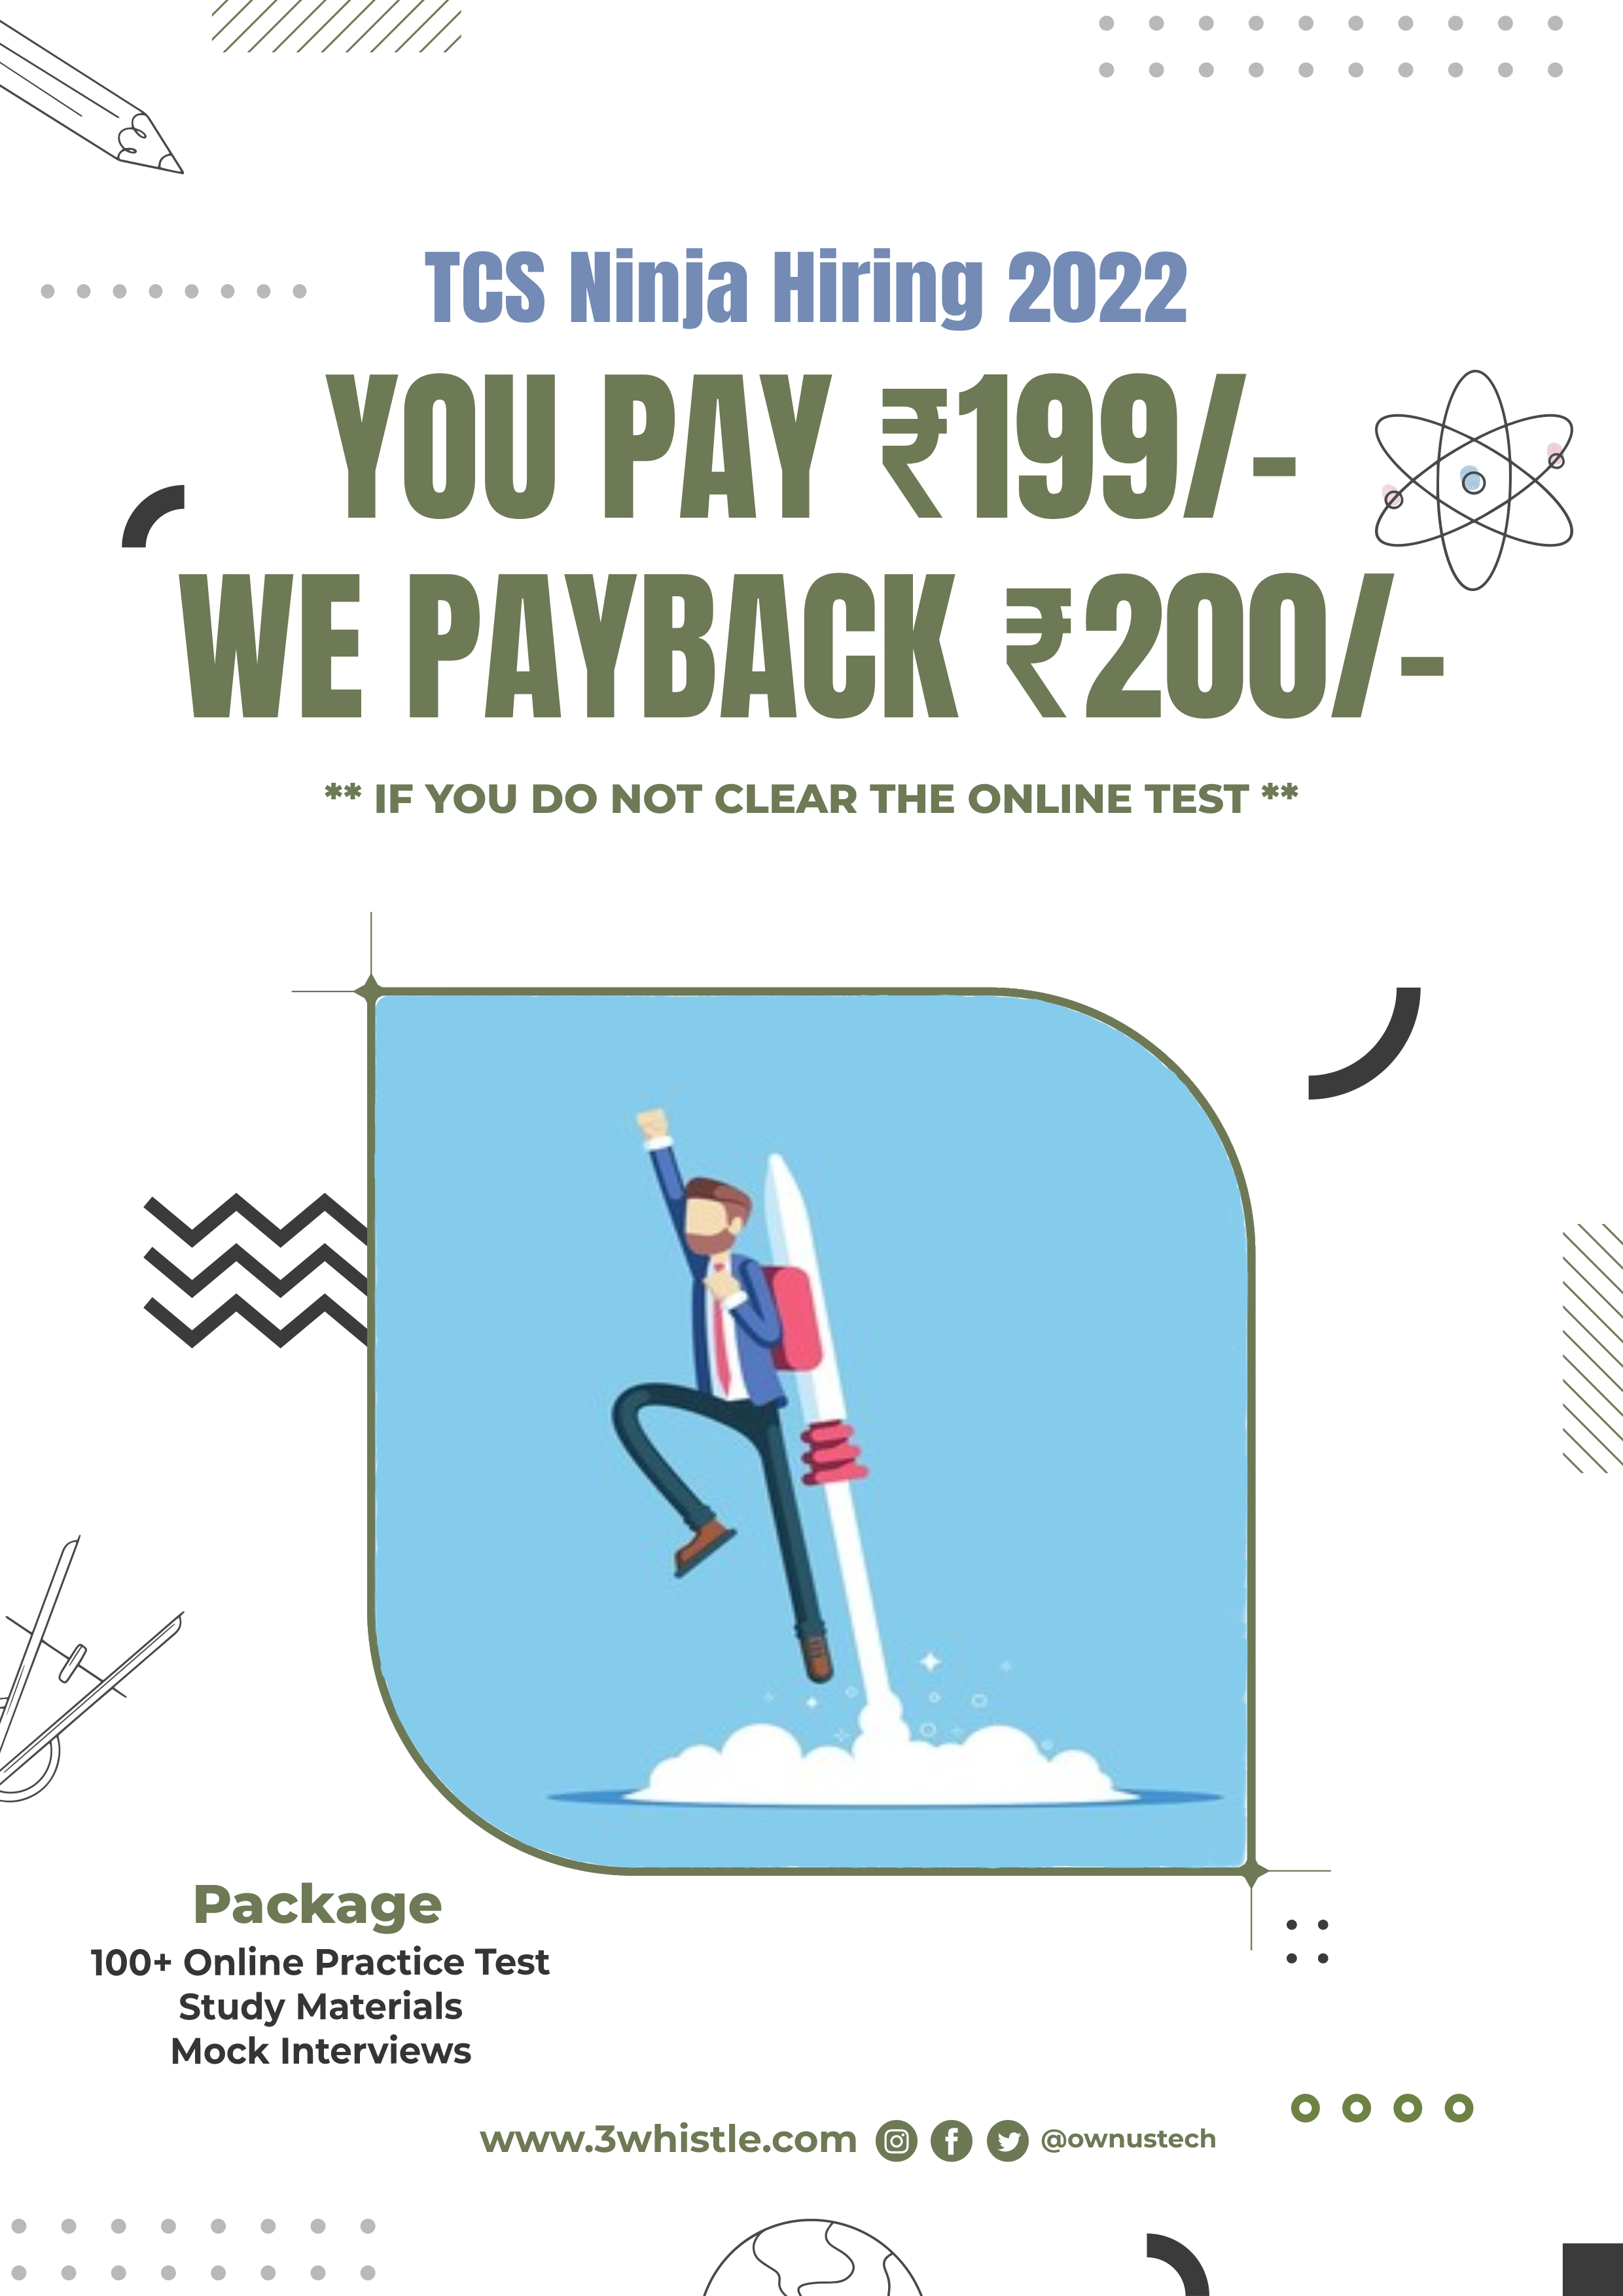 TCS Ninja Hiring 2022
YOU PAY ₹199/-
WE PAYBACK ₹200/-
** IF YOU DO NOT CLEAR THE ONLINE TEST **
Package
100+ Online Practice Test
Study Materials
Mock Interviews
www.3whistle.com @ownustech